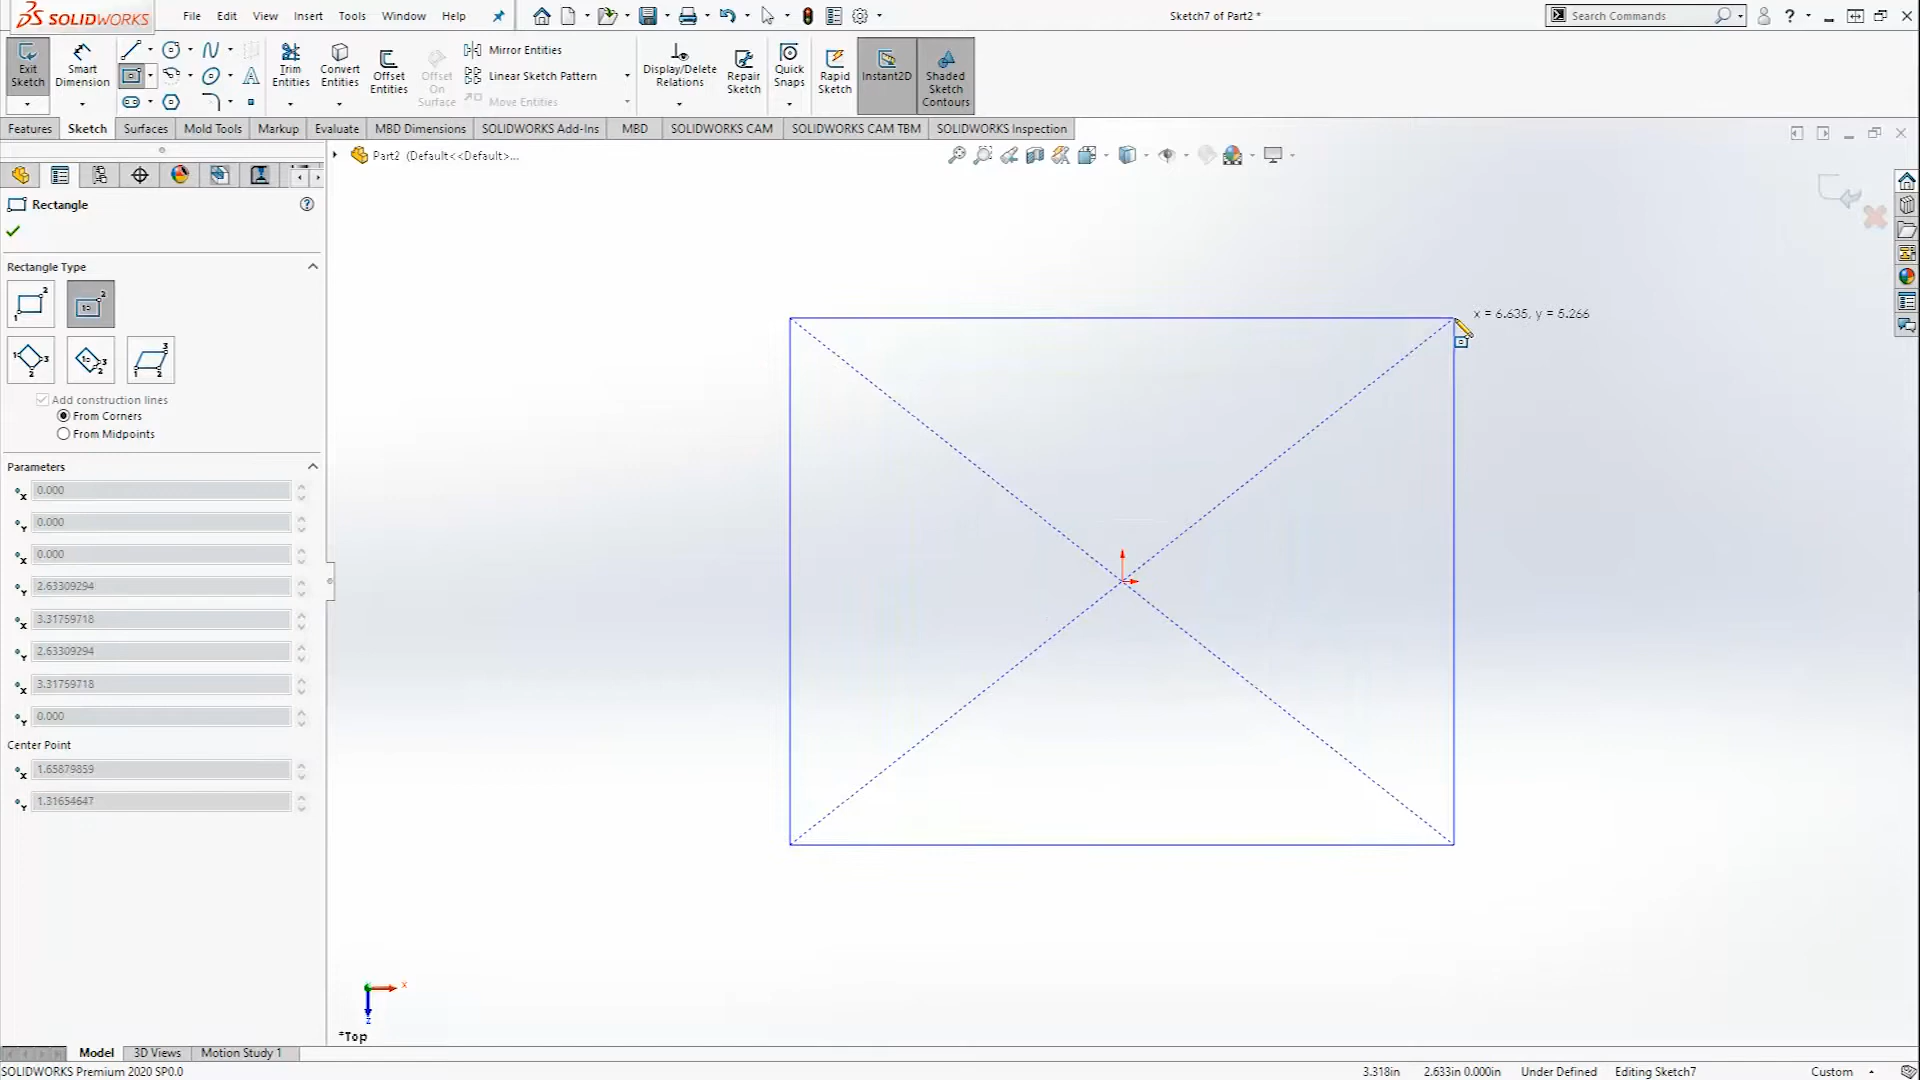 SOLIDWORKS
File Edit View Insert Tools Window Help
Sketch7 of Part2 *
Search Commands
Exit Sketch
Smart Dimension
Trim Entities
Convert Entities
Offset Entities
Offset On Surface
Mirror Entities
Linear Sketch Pattern
Move Entities
Display/Delete Relations
Repair Sketch
Quick Snaps
Rapid Sketch
Instant2D
Shaded Sketch Contours
Features Sketch Surfaces Mold Tools Markup Evaluate MBD Dimensions SOLIDWORKS Add-Ins MBD SOLIDWORKS CAM SOLIDWORKS CAM TBM SOLIDWORKS Inspection
Part2 (Default<<Default>...
Rectangle
Rectangle Type
Add construction lines
From Corners
From Midpoints
Parameters
0.000
0.000
0.000
2.63309294
3.31759718
2.63309294
3.31759718
0.000
Center Point
1.65879859
1.31654647
x = 6.635, y = 5.266
x
z
*Top
Model 3D Views Motion Study 1
SOLIDWORKS Premium 2020 SP0.0
3.318in 2.633in 0.000in Under Defined Editing Sketch7 Custom